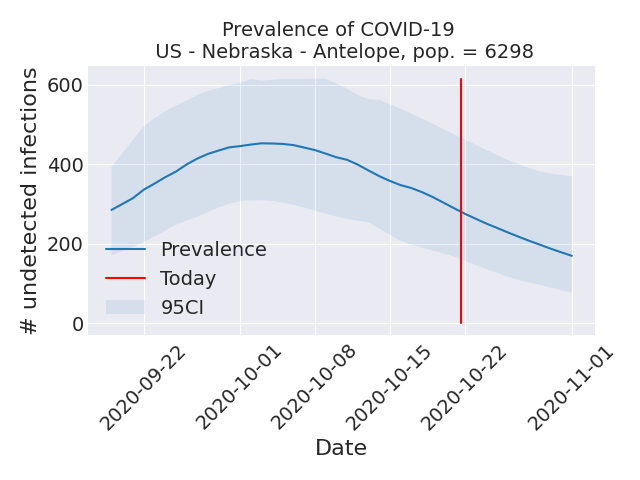 Prevalence of COVID-19
US - Nebraska - Antelope, pop. = 6298
# undetected infections
600
400
200
0
Prevalence
Today
95CI
2020-09-22
2020-10-01
2020-10-08
2020-10-15
2020-10-22
2020-11-01
Date